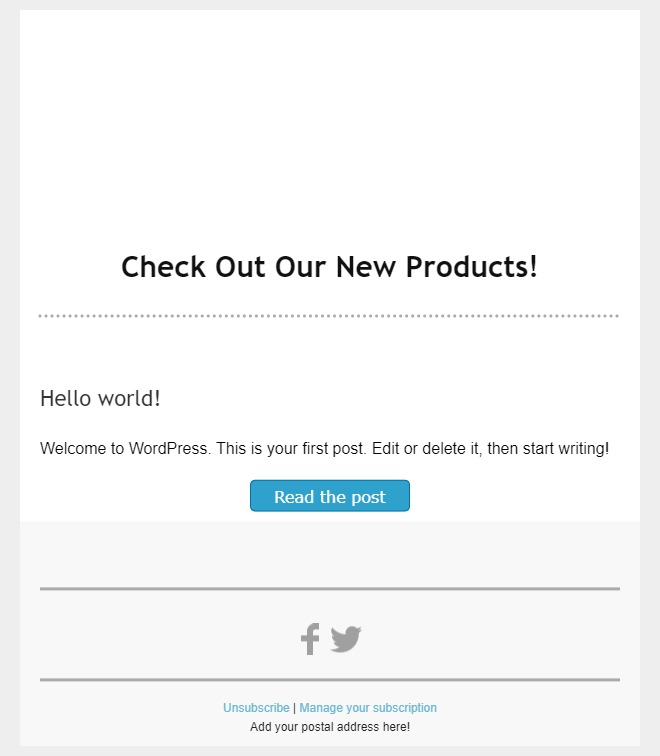 Check Out Our New Products!
Hello world!
Welcome to WordPress. This is your first post. Edit or delete it, then start writing!
Read the post
Unsubscribe | Manage your subscription
Add your postal address here!